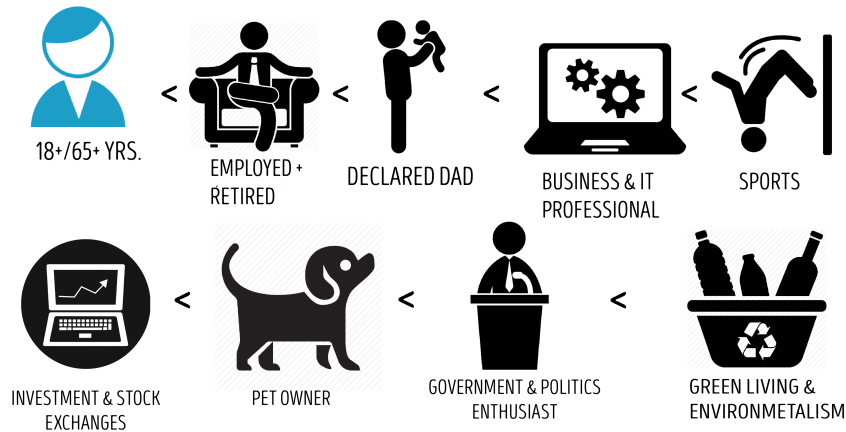 18+/65+ YRS.
<
EMPLOYED +
RETIRED
<
DECLARED DAD
<
BUSINESS & IT
PROFESSIONAL
<
SPORTS
INVESTMENT & STOCK
EXCHANGES
<
PET OWNER
<
GOVERNMENT & POLITICS
ENTHUSIAST
<
GREEN LIVING &
ENVIRONMETALISM